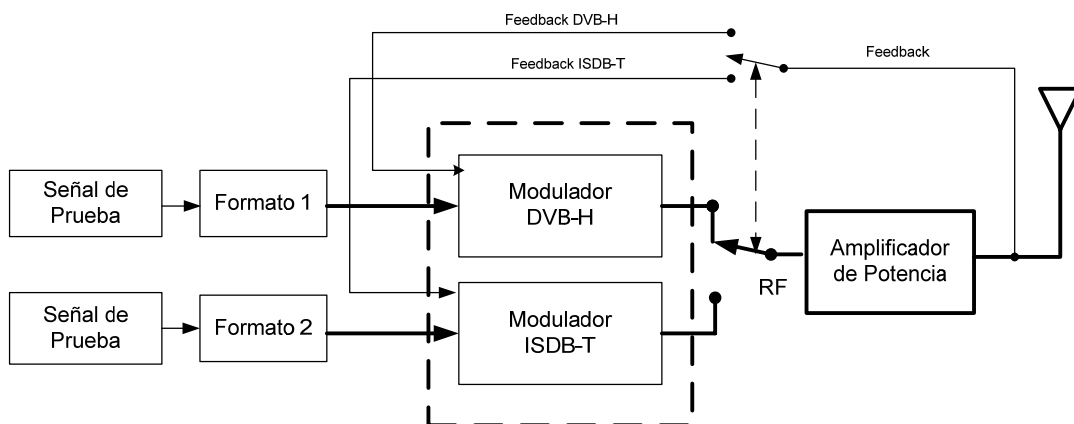 Feedback DVB-H
Feedback
Feedback ISDB-T
Señal de
Prueba
Formato 1
Modulador
DVB-H
Amplificador
de Potencia
RF
Señal de
Prueba
Formato 2
Modulador
ISDB-T